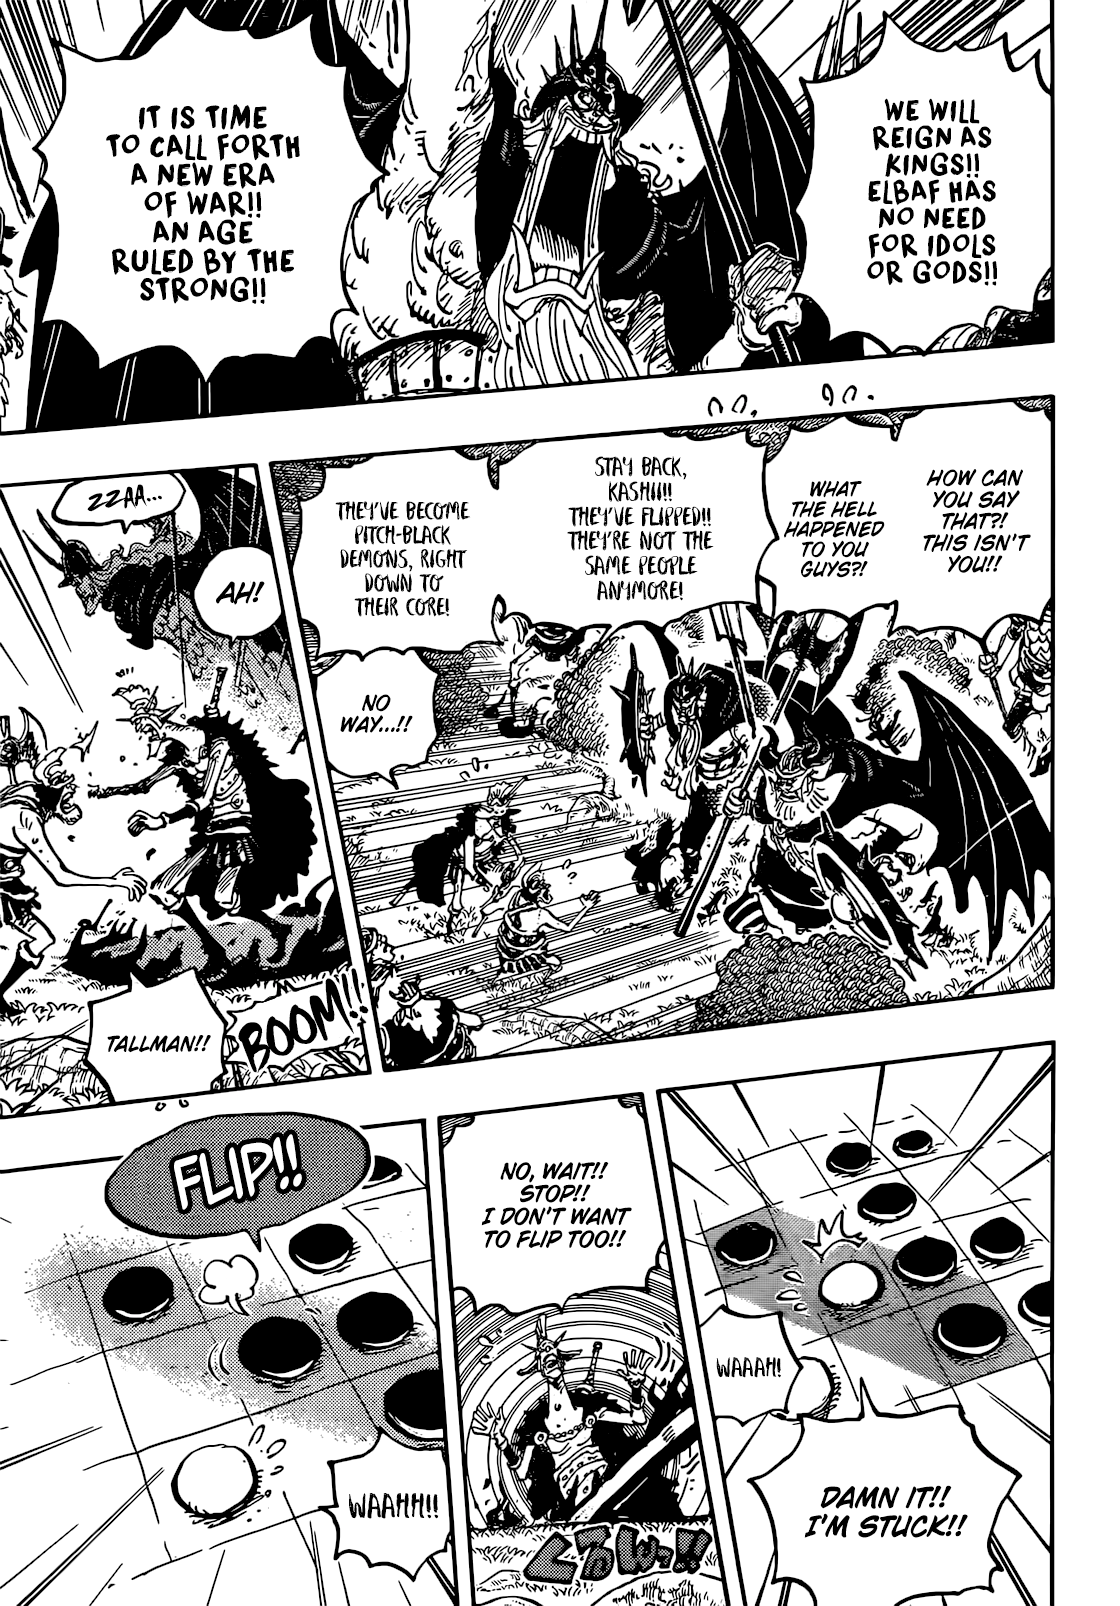 WE WILL
REIGN AS
KINGS!!
ELBAF HAS
NO NEED
FOR IDOLS
OR GODS!!
IT IS TIME
TO CALL FORTH
A NEW ERA
OF WAR!!
AN AGE
RULED BY THE
STRONG!!
HOW CAN
YOU SAY
THAT?!
THIS ISN'T
YOU!!
WHAT
THE HELL
HAPPENED
TO YOU
GUYS?!
STAY BACK,
KASHII!!
THEY'VE FLIPPED!!
THEY'RE NOT THE
SAME PEOPLE
ANYMORE!
THEY'VE BECOME
PITCH-BLACK
DEMONS, RIGHT
DOWN TO
THEIR CORE!
NO
WAY...!!
ZZAA...
AH!
TALLMAN!!
BOOM!!
WAAAH!
DAMN IT!!
I'M STUCK!!
NO, WAIT!!
STOP!!
I DON'T WANT
TO FLIP TOO!!
FLIP!!
WAAHH!!